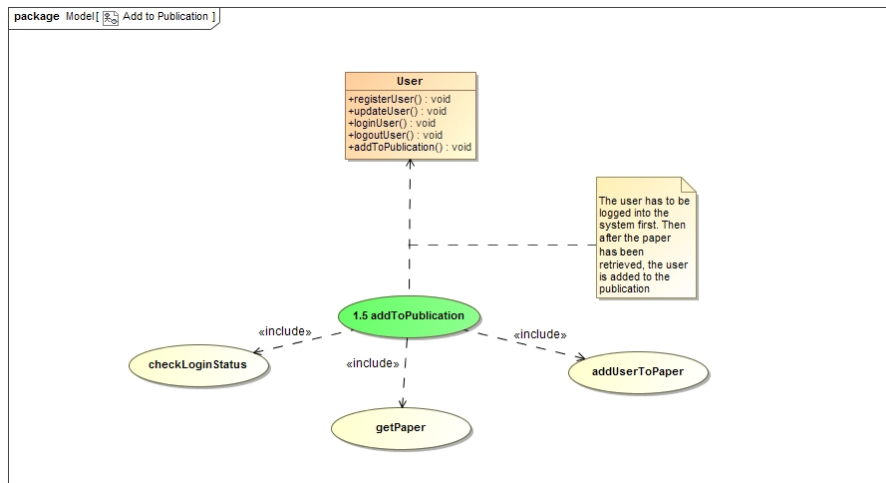 package Model[ Add to Publication ]
User
+registerUser() : void
+updateUser() : void
+loginUser() : void
+logoutUser() : void
+addToPublication() : void
The user has to be
logged into the
system first. Then
after the paper
has been
retrieved, the user
is added to the
publication
1.5 addToPublication
«include»
«include»
«include»
checkLoginStatus
addUserToPaper
getPaper